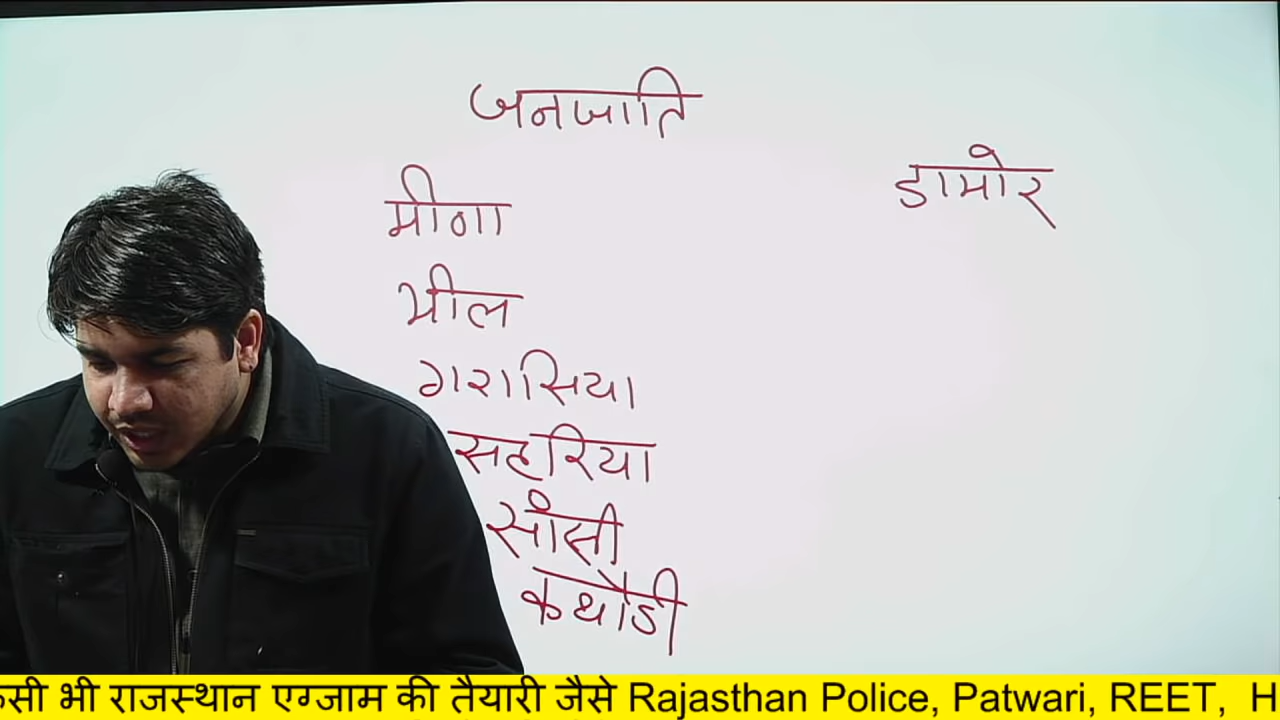 जनजाति
मीणा
भील
गरासिया
सहरिया
सांसी
कथौडी
डामोर
सी भी राजस्थान एग्जाम की तैयारी जैसे Rajasthan Police, Patwari, REET, H